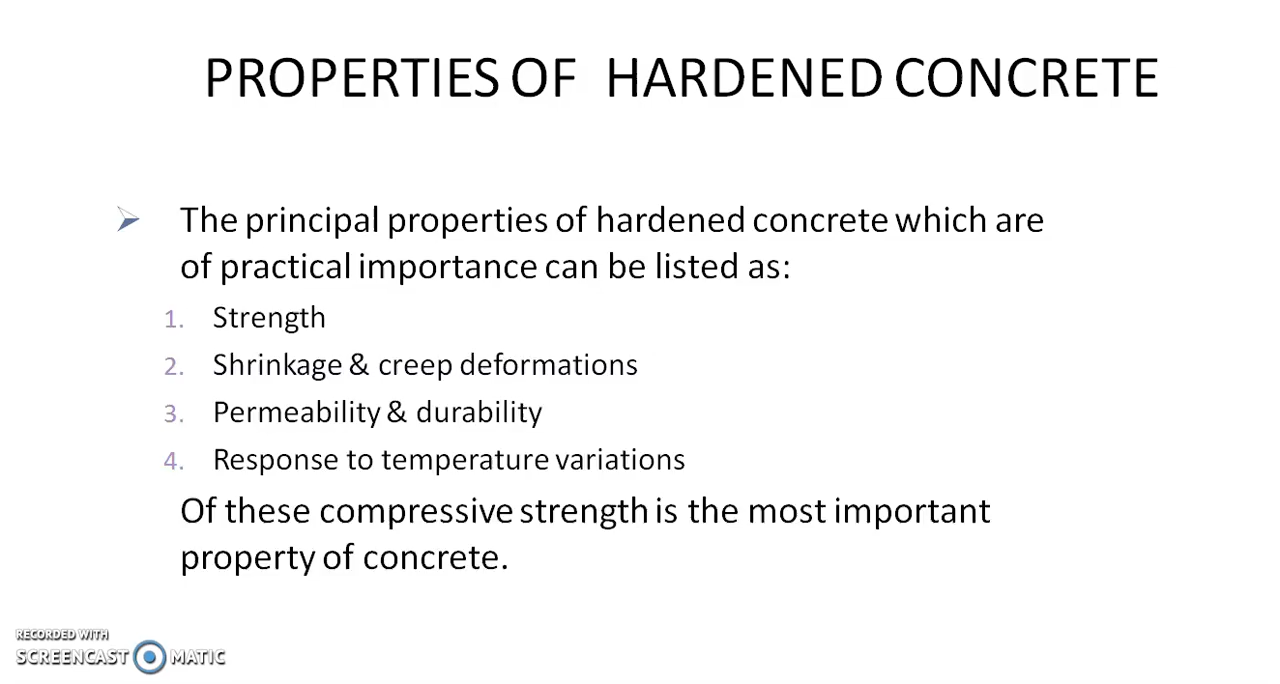 PROPERTIES OF HARDENED CONCRETE
The principal properties of hardened concrete which are
of practical importance can be listed as:
1. Strength
2. Shrinkage & creep deformations
3. Permeability & durability
4. Response to temperature variations
Of these compressive strength is the most important
property of concrete.
RECORDED WITH
SCREENCAST MATIC